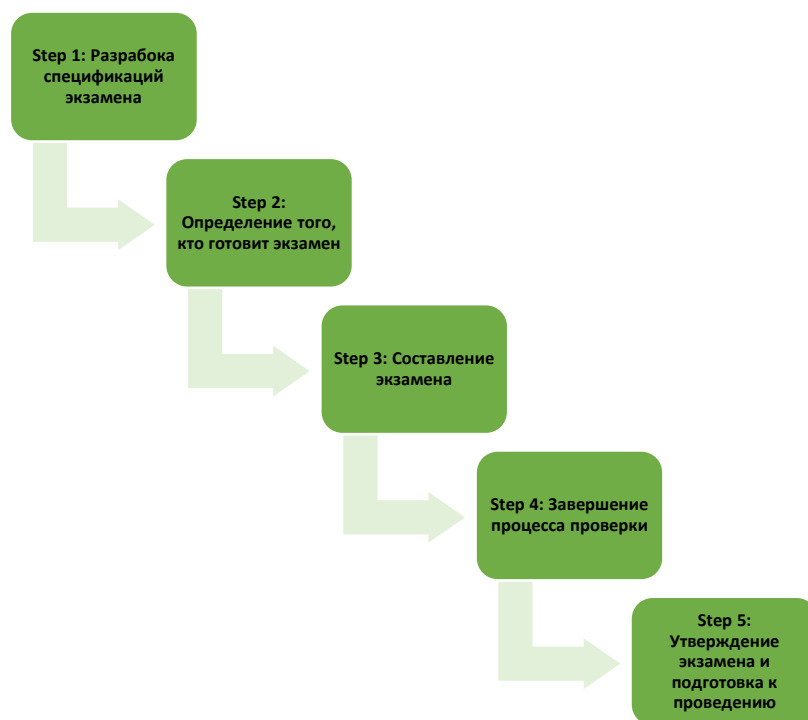 Step 1: Разрабока
спецификаций
экзамена
Step 2:
Определение того,
кто готовит экзамен
Step 3: Составление
экзамена
Step 4: Завершение
процесса проверки
Step 5:
Утверждение
экзамена и
подготовка к
проведению